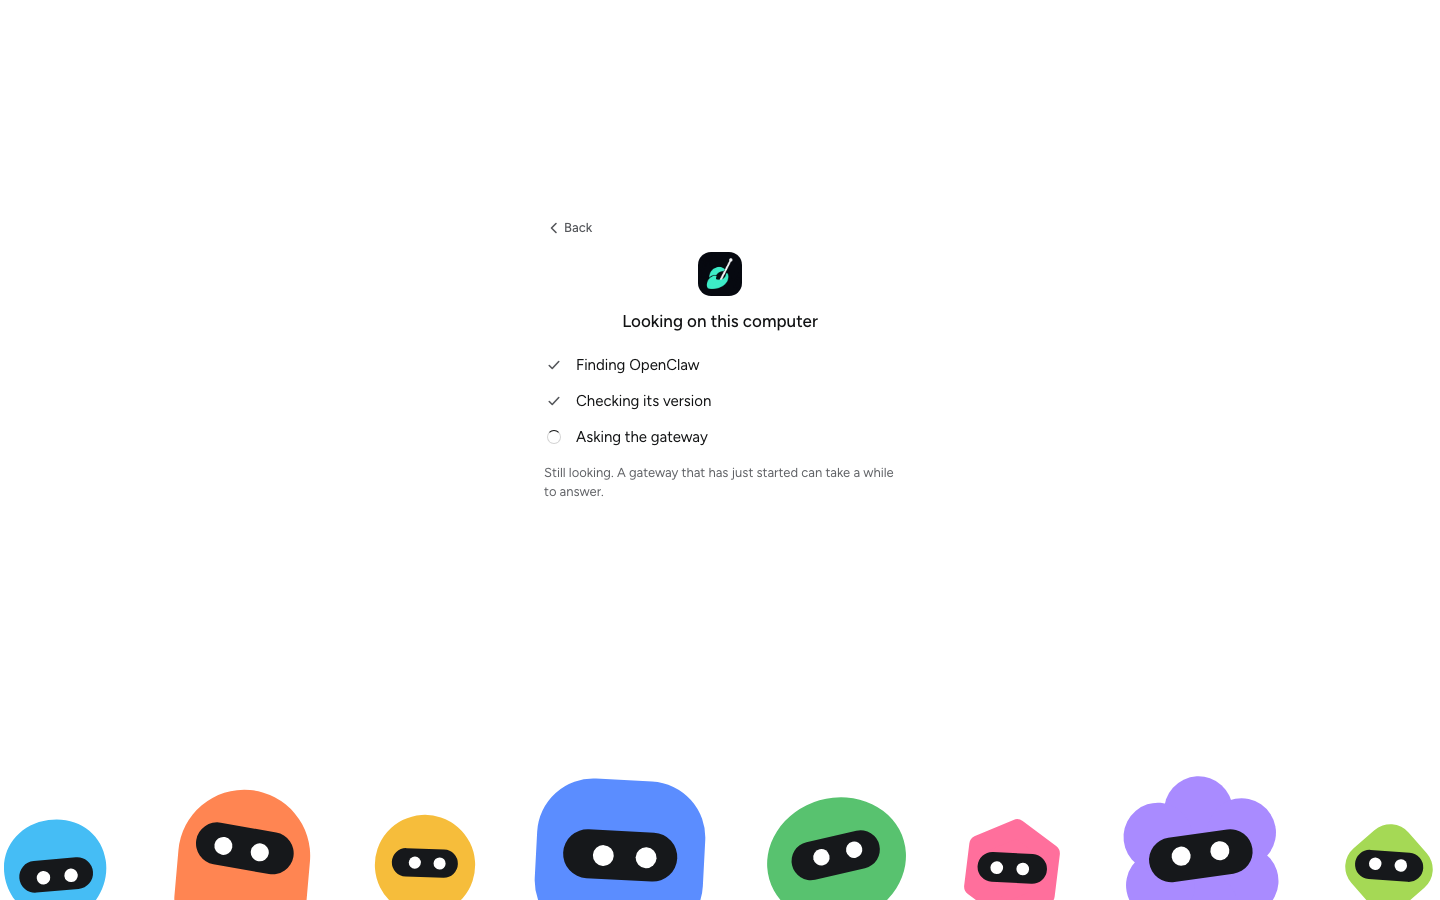 Back
Looking on this computer
Finding OpenClaw
Checking its version
Asking the gateway
Still looking. A gateway that has just started can take a while
to answer.